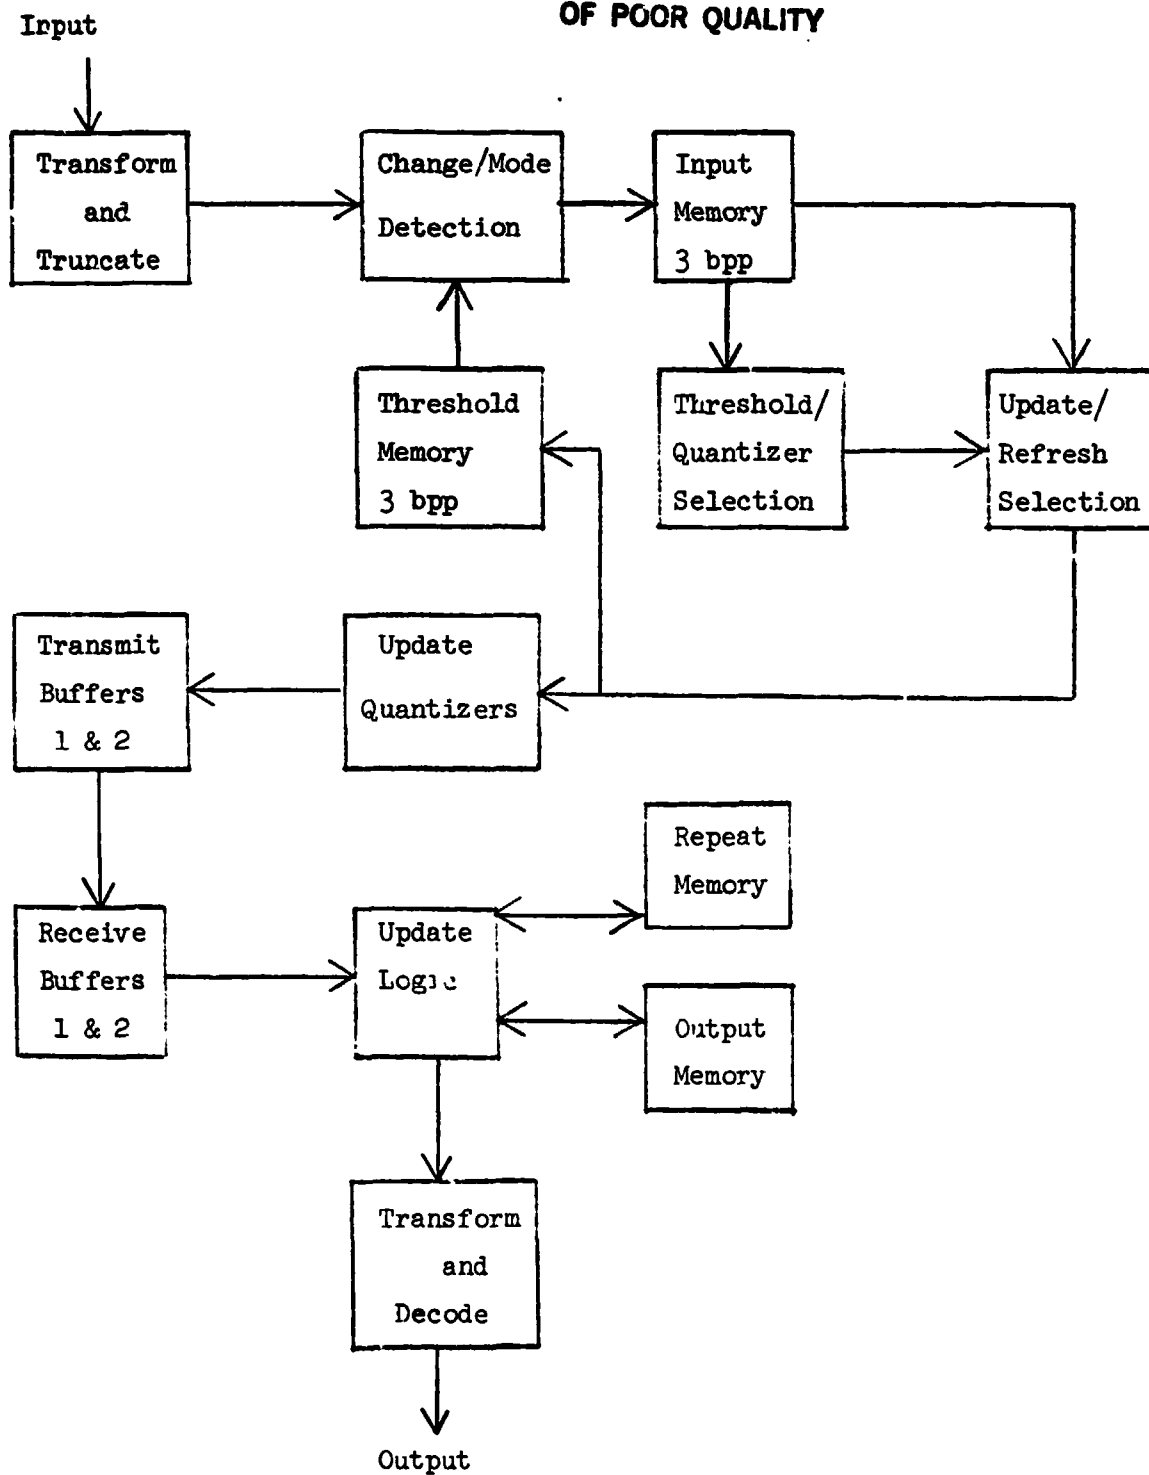 OF POOR QUALITY
Input
Transform
and
Truncate
Change/Mode
Detection
Input
Memory
3 bpp
Threshold
Memory
3 bpp
Threshold/
Quantizer
Selection
Update/
Refresh
Selection
Transmit
Buffers
1 & 2
Update
Quantizers
Repeat
Memory
Receive
Buffers
1 & 2
Update
Logic
Output
Memory
Transform
and
Decode
Output